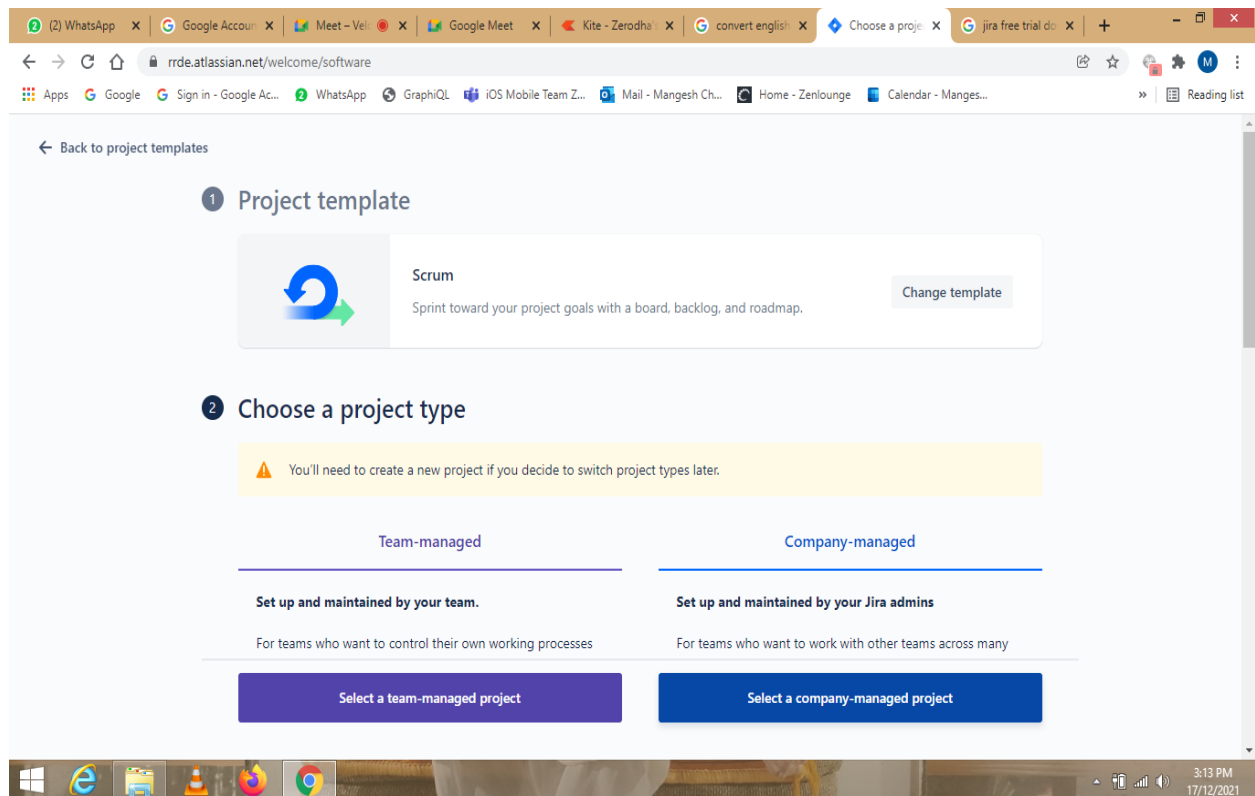 (2) WhatsApp
Google Accoun
Meet – Vel
Google Meet
Kite - Zerodha's
convert english
Choose a proje
jira free trial do
rrde.atlassian.net/welcome/software
M
Apps
Google
Sign in - Google Ac...
WhatsApp
GraphiQL
iOS Mobile Team Z...
Mail - Mangesh Ch...
Home - Zenlounge
Calendar - Manges...
»
Reading list
Back to project templates
1 Project template
Scrum
Sprint toward your project goals with a board, backlog, and roadmap.
Change template
2 Choose a project type
You'll need to create a new project if you decide to switch project types later.
Team-managed
Company-managed
Set up and maintained by your team.
Set up and maintained by your Jira admins
For teams who want to control their own working processes
For teams who want to work with other teams across many
Select a team-managed project
Select a company-managed project
3:13 PM
17/12/2021